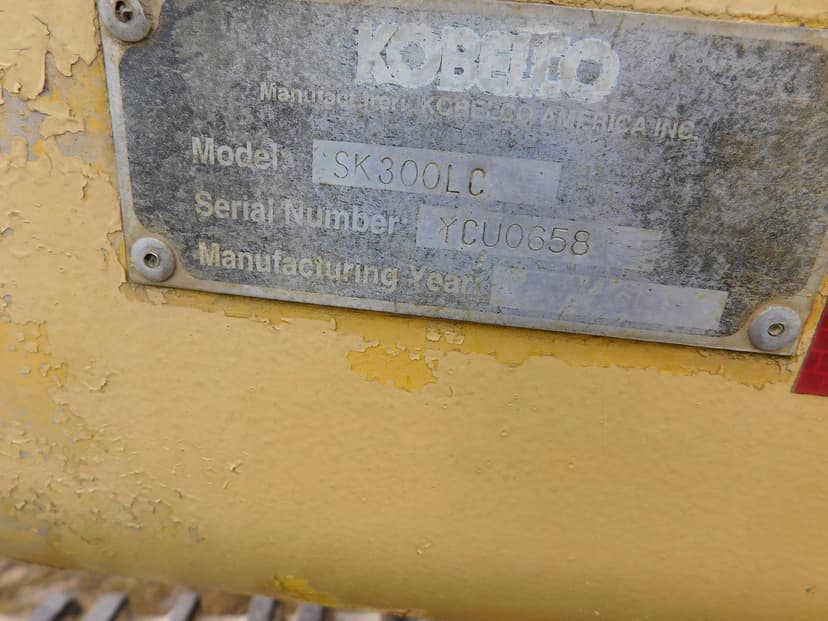 KOBELCO
Manufacturer: KOBELCO AMERICA INC.
Model: SK300LC
Serial Number: YCU0658
Manufacturing Year: